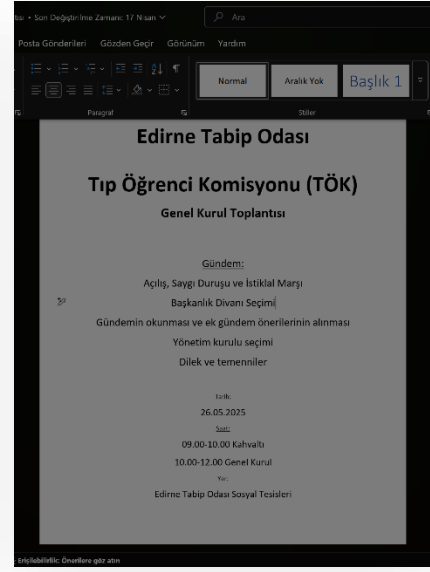 • Son Değiştirilme Zamanı: 17 Nisan
Ara
Posta Gönderileri Gözden Geçir Görünüm Yardım
Normal Aralık Yok Başlık 1
Paragraf Stiller
Edirne Tabip Odası
Tıp Öğrenci Komisyonu (TÖK)
Genel Kurul Toplantısı
Gündem:
Açılış, Saygı Duruşu ve İstiklal Marşı
Başkanlık Divanı Seçimi
Gündemin okunması ve ek gündem önerilerinin alınması
Yönetim kurulu seçimi
Dilek ve temenniler
Tarih:
26.05.2025
Saat:
09.00-10.00 Kahvaltı
10.00-12.00 Genel Kurul
Yer:
Edirne Tabip Odası Sosyal Tesisleri
Erişilebilirlik: Önerilere göz atın